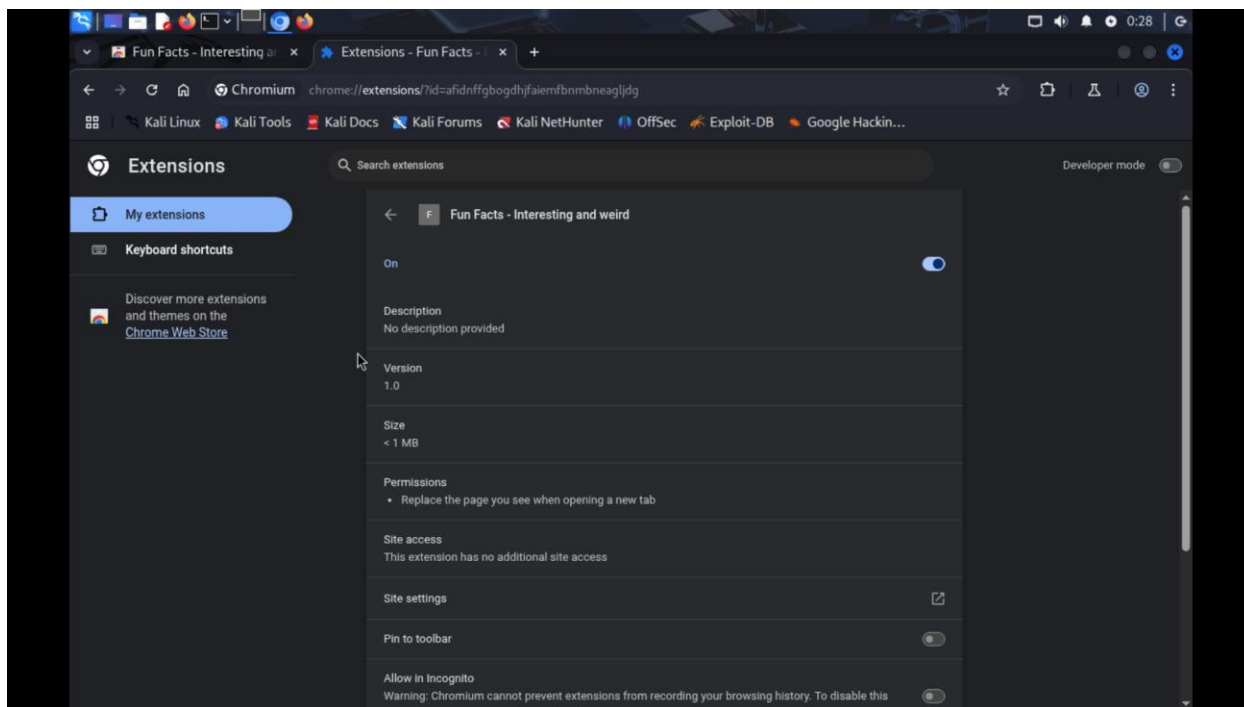 0:28
Fun Facts - Interesting ar
Extensions - Fun Facts - I
Chromium chrome://extensions/?id=afidnffgbogdhjfaiemfbnmbneagljdg
Kali Linux Kali Tools Kali Docs Kali Forums Kali NetHunter OffSec Exploit-DB Google Hackin...
Extensions
Search extensions
Developer mode
My extensions
Keyboard shortcuts
Discover more extensions
and themes on the
Chrome Web Store
F Fun Facts - Interesting and weird
On
Description
No description provided
Version
1.0
Size
< 1 MB
Permissions
• Replace the page you see when opening a new tab
Site access
This extension has no additional site access
Site settings
Pin to toolbar
Allow in Incognito
Warning: Chromium cannot prevent extensions from recording your browsing history. To disable this